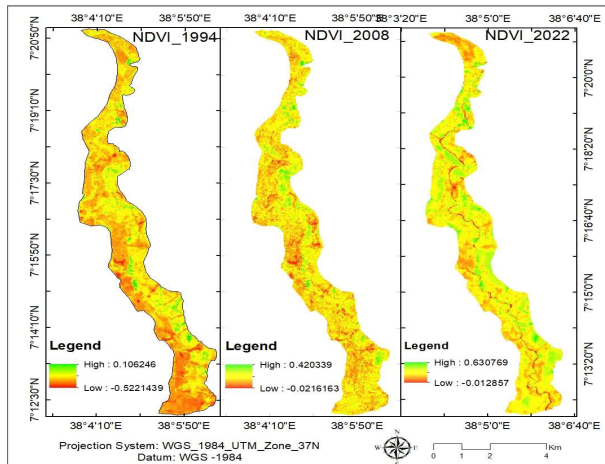 38°4'10"E 38°5'50"E 38°4'10"E 38°5'50"E 38°3'20"E 38°5'0"E 38°6'40"E
NDVI_1994 NDVI_2008 NDVI_2022
7°20'50"N
7°19'10"N
7°17'30"N
7°15'50"N
7°14'10"N
7°12'30"N
7°20'0"N
7°18'20"N
7°16'40"N
7°15'0"N
7°13'20"N
Legend
High : 0.106246
Low : -0.5221439
Legend
High : 0.420339
Low : -0.0216163
Legend
High : 0.630769
Low : -0.012857
38°4'10"E 38°5'50"E 38°4'10"E 38°5'50"E 38°5'0"E 38°6'40"E
Projection System: WGS_1984_UTM_Zone_37N
Datum: WGS -1984
N
E
S
W
0 1 2 4
Km